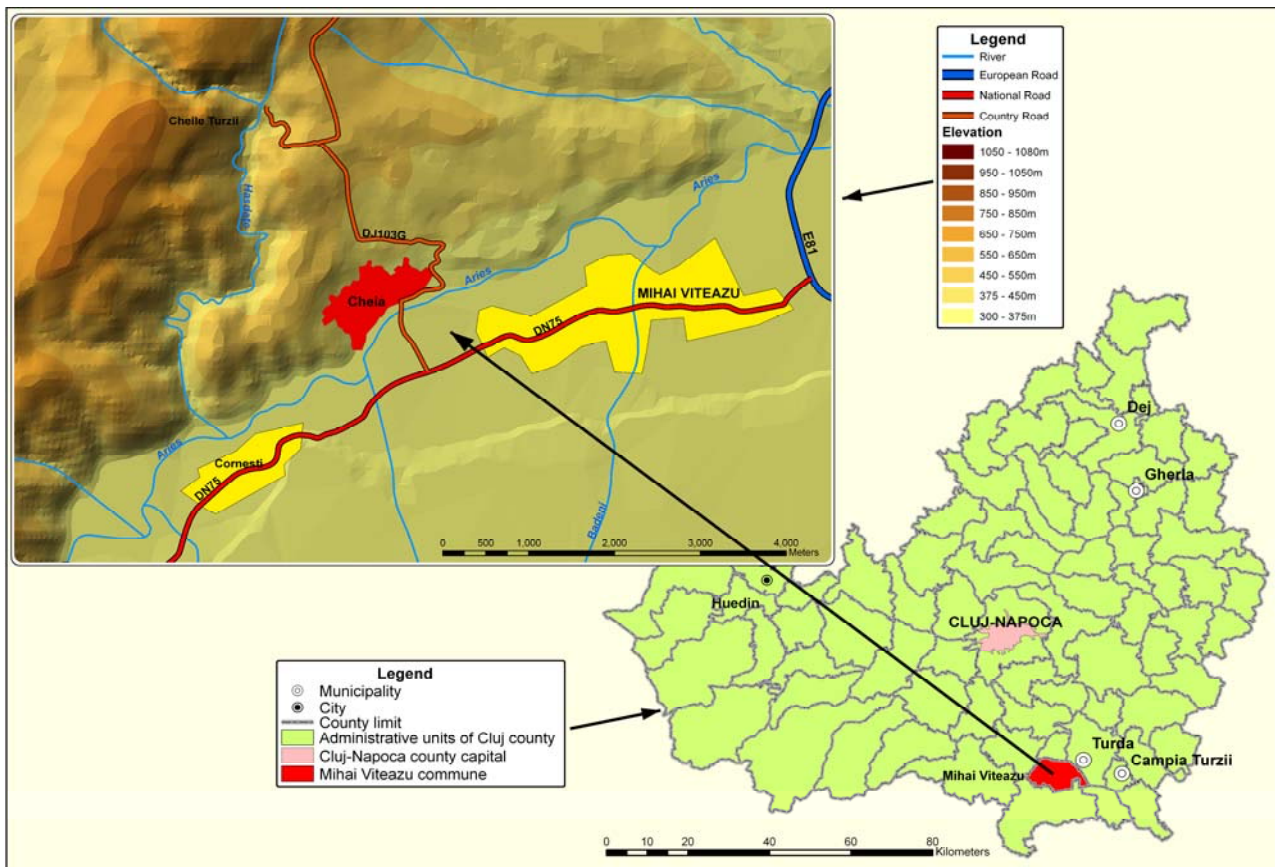 Cheile Turzii
Hasdate
DJ103G
Cheia
Aries
Aries
MIHAI VITEAZU
DN75
E81
Aries
Cornesti
DN75
Badeni
0 500 1,000 2,000 3,000 4,000
Meters
Legend
River
European Road
National Road
Country Road
Elevation
1050 - 1080m
950 - 1050m
850 - 950m
750 - 850m
650 - 750m
550 - 650m
450 - 550m
375 - 450m
300 - 375m
Dej
Gherla
Huedin
CLUJ-NAPOCA
Turda
Mihai Viteazu
Campia Turzii
Legend
Municipality
City
County limit
Administrative units of Cluj county
Cluj-Napoca county capital
Mihai Viteazu commune
0 10 20 40 60 80
Kilometers